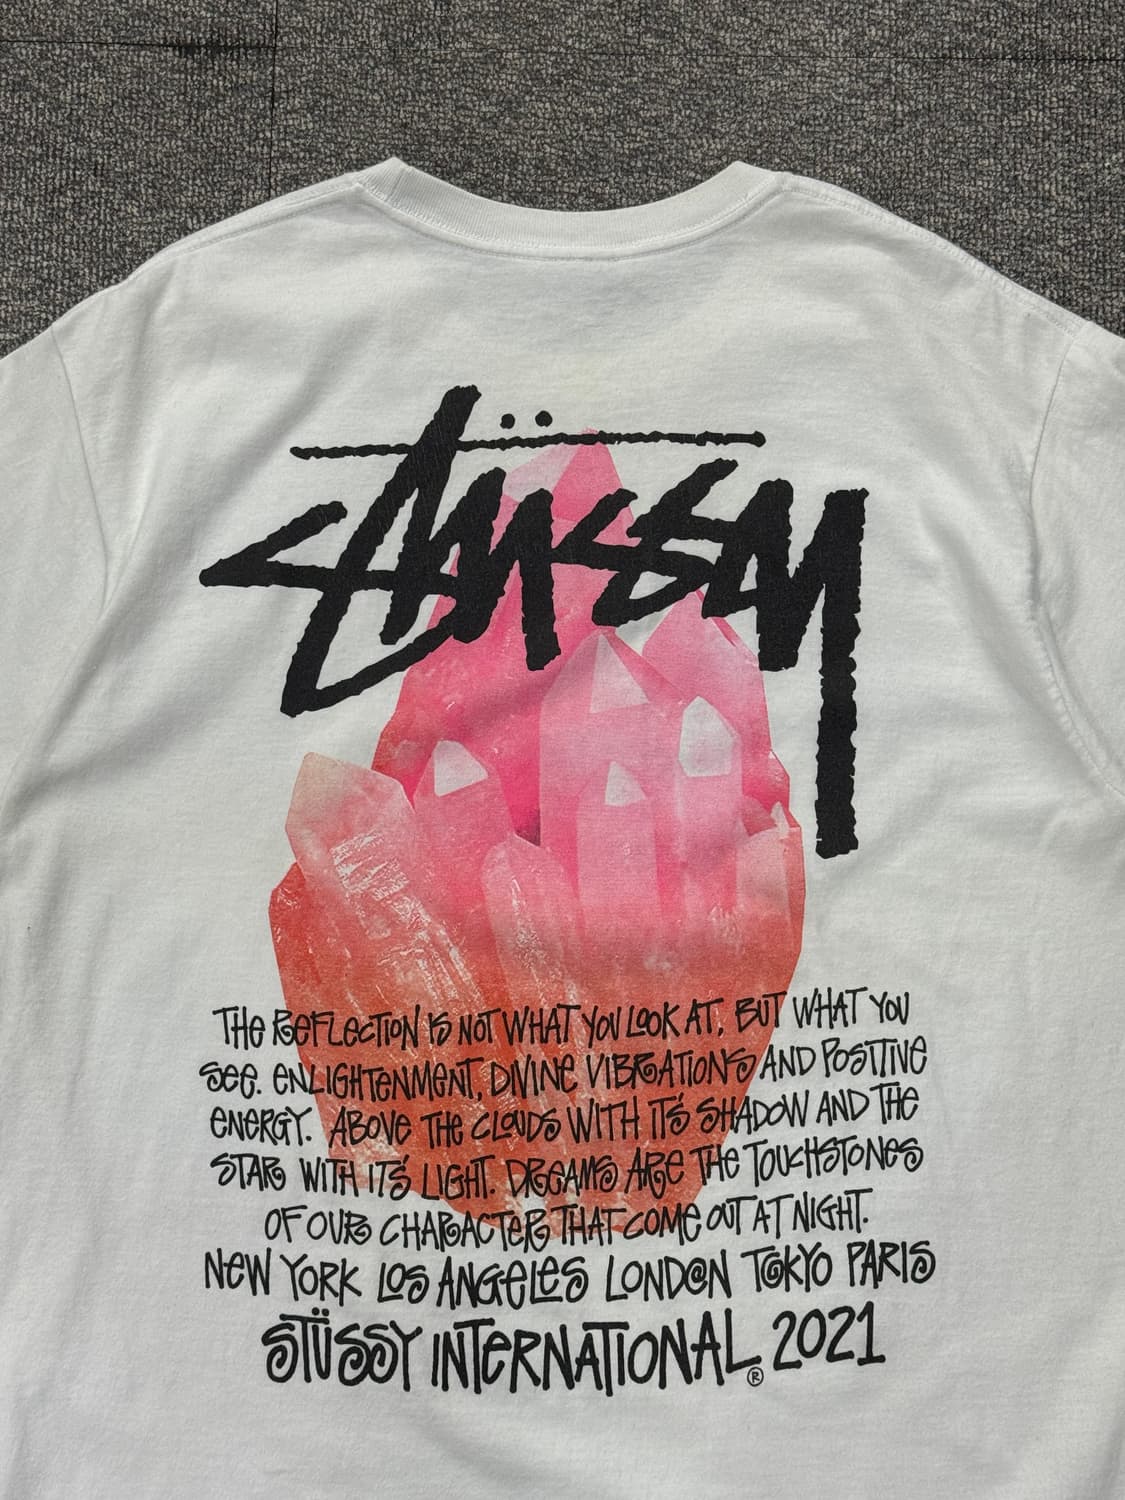 Stüssy
THE REFLECTION IS NOT WHAT YOU LOOK AT, BUT WHAT YOU
SEE. ENLIGHTENMENT, DIVINE VIBRATIONS AND POSITIVE
ENERGY. ABOVE THE CLOUDS WITH IT'S SHADOW AND THE
STAR WITH IT'S LIGHT. DREAMS ARE THE TOUCHSTONES
OF OUR CHARACTER THAT COME OUT AT NIGHT.
NEW YORK LOS ANGELES LONDON TOKYO PARIS
STÜSSY INTERNATIONAL® 2021